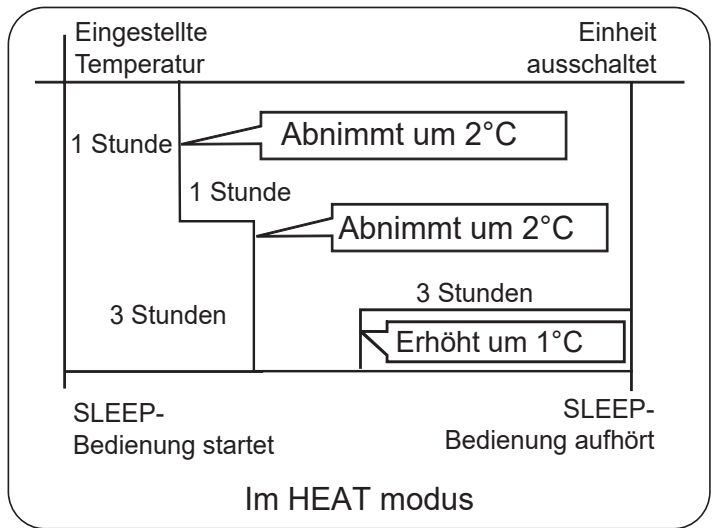 Eingestellte
Temperatur
Einheit
ausschaltet
1 Stunde
Abnimmt um 2°C
1 Stunde
Abnimmt um 2°C
3 Stunden
3 Stunden
Erhöht um 1°C
SLEEP-
Bedienung startet
SLEEP-
Bedienung aufhört
Im HEAT modus